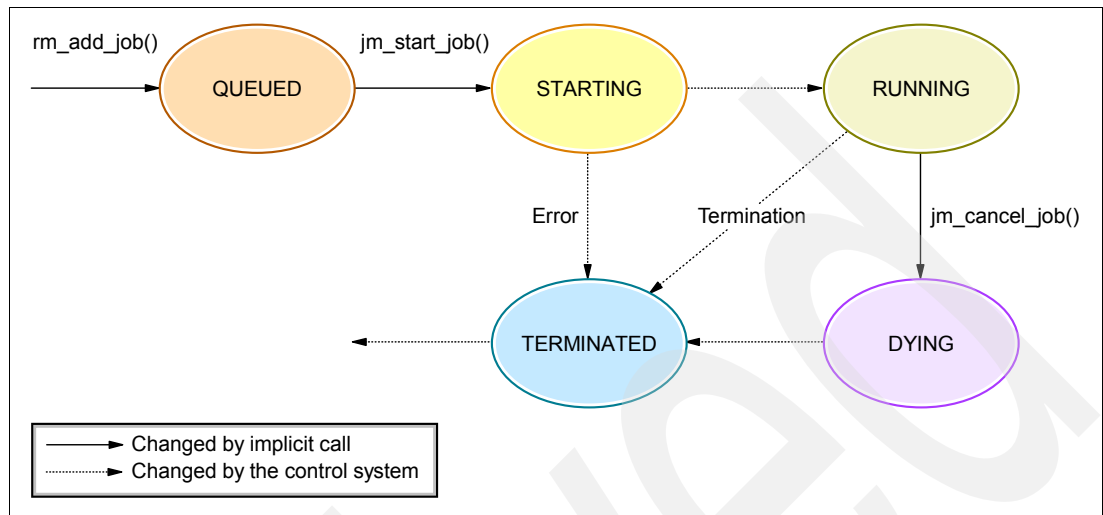 rm_add_job()
jm_start_job()
QUEUED
STARTING
RUNNING
Error
Termination
jm_cancel_job()
TERMINATED
DYING
Changed by implicit call
Changed by the control system